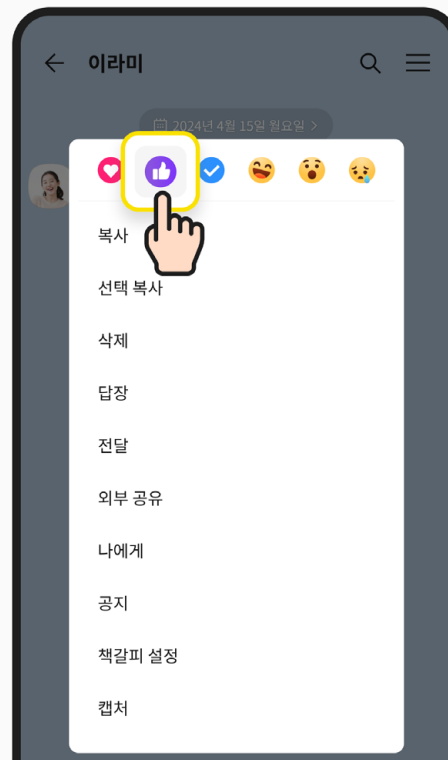 이라미
2024년 4월 15일 월요일 >
복사
선택 복사
삭제
답장
전달
외부 공유
나에게
공지
책갈피 설정
캡처